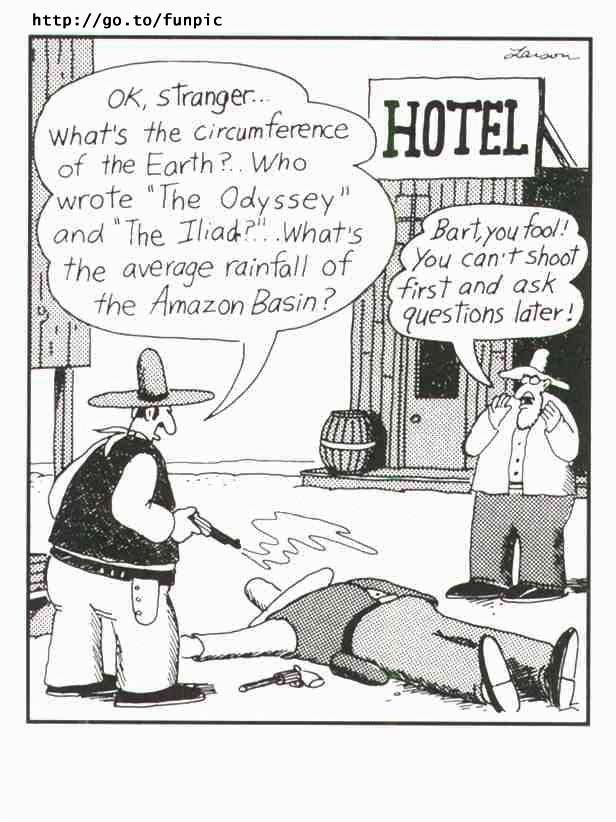 http://go.to/funpic
Larson
OK, stranger...
What's the circumference
of the Earth?.. Who
wrote "The Odyssey"
and "The Iliad?"...What's
the average rainfall of
the Amazon Basin?
HOTEL
Bart, you fool!
You can't shoot
first and ask
questions later!